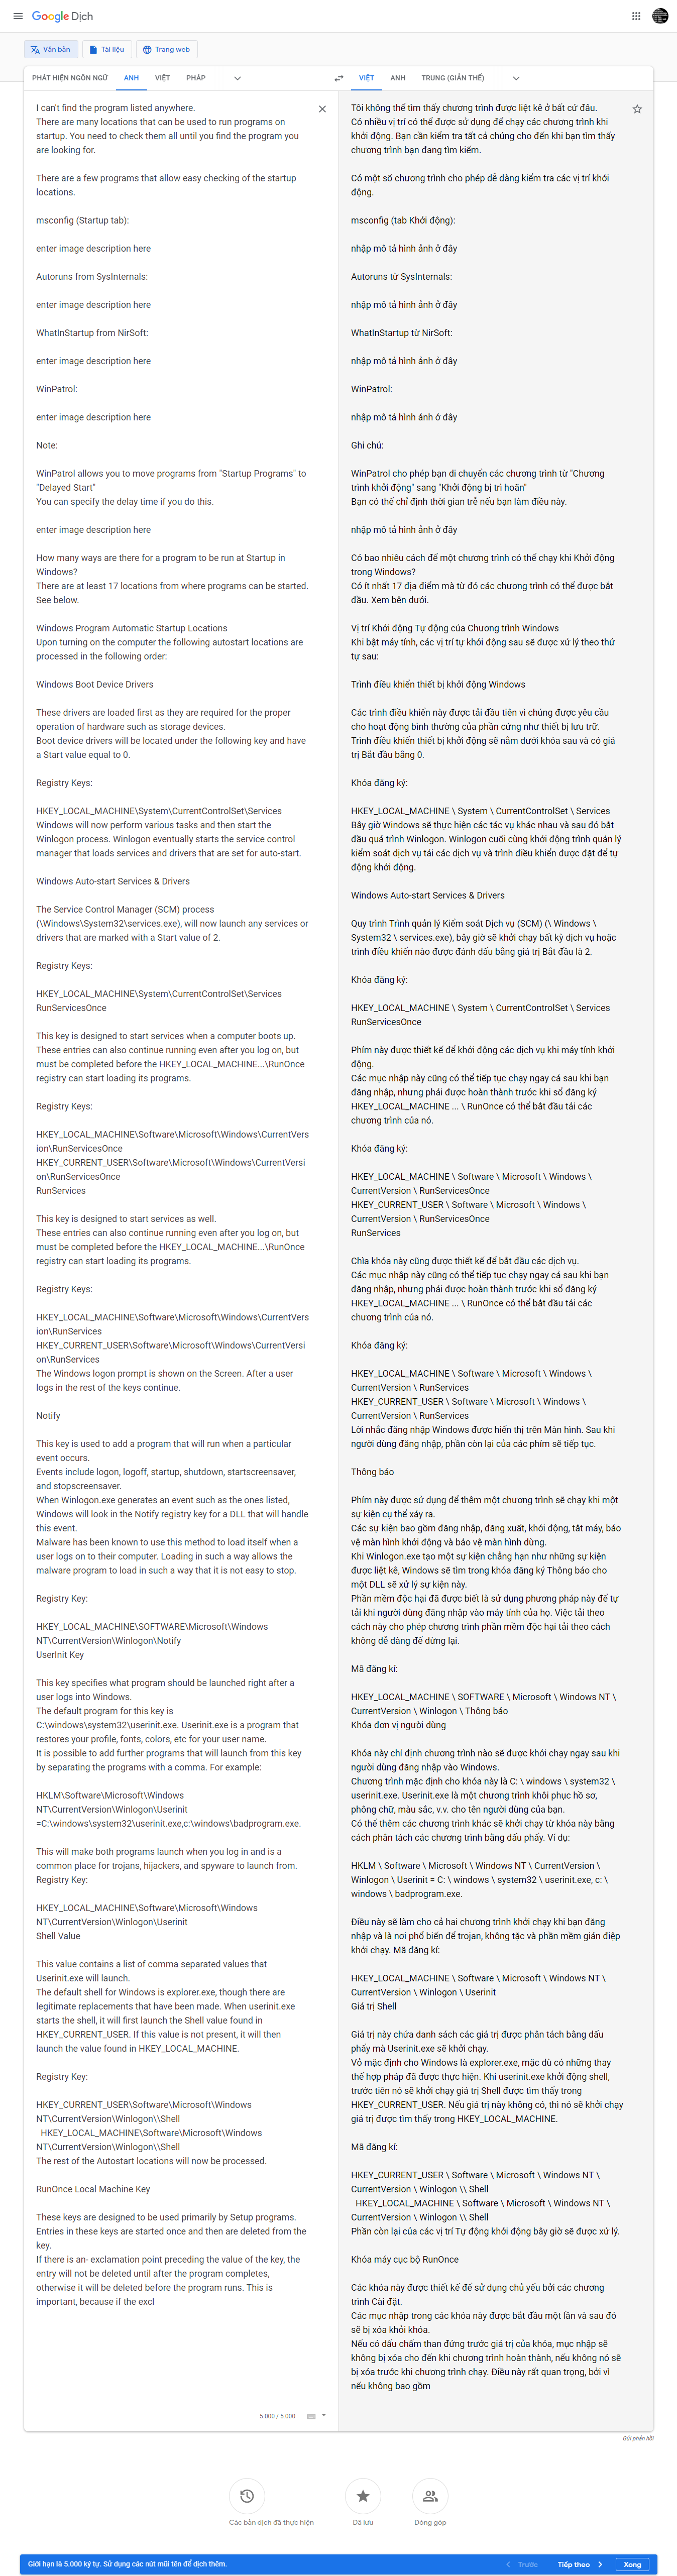 Google Dịch
Văn bản
Tài liệu
Trang web
PHÁT HIỆN NGÔN NGỮ
ANH
VIỆT
PHÁP
VIỆT
ANH
TRUNG (GIẢN THỂ)
I can't find the program listed anywhere.
There are many locations that can be used to run programs on
startup. You need to check them all until you find the program you
are looking for.
There are a few programs that allow easy checking of the startup
locations.
msconfig (Startup tab):
enter image description here
Autoruns from SysInternals:
enter image description here
WhatInStartup from NirSoft:
enter image description here
WinPatrol:
enter image description here
Note:
WinPatrol allows you to move programs from "Startup Programs" to
"Delayed Start"
You can specify the delay time if you do this.
enter image description here
How many ways are there for a program to be run at Startup in
Windows?
There are at least 17 locations from where programs can be started.
See below.
Windows Program Automatic Startup Locations
Upon turning on the computer the following autostart locations are
processed in the following order:
Windows Boot Device Drivers
These drivers are loaded first as they are required for the proper
operation of hardware such as storage devices.
Boot device drivers will be located under the following key and have
a Start value equal to 0.
Registry Keys:
HKEY_LOCAL_MACHINE\System\CurrentControlSet\Services
Windows will now perform various tasks and then start the
Winlogon process. Winlogon eventually starts the service control
manager that loads services and drivers that are set for auto-start.
Windows Auto-start Services & Drivers
The Service Control Manager (SCM) process
(\Windows\System32\services.exe), will now launch any services or
drivers that are marked with a Start value of 2.
Registry Keys:
HKEY_LOCAL_MACHINE\System\CurrentControlSet\Services
RunServicesOnce
This key is designed to start services when a computer boots up.
These entries can also continue running even after you log on, but
must be completed before the HKEY_LOCAL_MACHINE...\RunOnce
registry can start loading its programs.
Registry Keys:
HKEY_LOCAL_MACHINE\Software\Microsoft\Windows\CurrentVers
ion\RunServicesOnce
HKEY_CURRENT_USER\Software\Microsoft\Windows\CurrentVersi
on\RunServicesOnce
RunServices
This key is designed to start services as well.
These entries can also continue running even after you log on, but
must be completed before the HKEY_LOCAL_MACHINE...\RunOnce
registry can start loading its programs.
Registry Keys:
HKEY_LOCAL_MACHINE\Software\Microsoft\Windows\CurrentVers
ion\RunServices
HKEY_CURRENT_USER\Software\Microsoft\Windows\CurrentVersi
on\RunServices
The Windows logon prompt is shown on the Screen. After a user
logs in the rest of the keys continue.
Notify
This key is used to add a program that will run when a particular
event occurs.
Events include logon, logoff, startup, shutdown, startscreensaver,
and stopscreensaver.
When Winlogon.exe generates an event such as the ones listed,
Windows will look in the Notify registry key for a DLL that will handle
this event.
Malware has been known to use this method to load itself when a
user logs on to their computer. Loading in such a way allows the
malware program to load in such a way that it is not easy to stop.
Registry Key:
HKEY_LOCAL_MACHINE\SOFTWARE\Microsoft\Windows
NT\CurrentVersion\Winlogon\Notify
UserInit Key
This key specifies what program should be launched right after a
user logs into Windows.
The default program for this key is
C:\windows\system32\userinit.exe. Userinit.exe is a program that
restores your profile, fonts, colors, etc for your user name.
It is possible to add further programs that will launch from this key
by separating the programs with a comma. For example:
HKLM\Software\Microsoft\Windows
NT\CurrentVersion\Winlogon\Userinit
=C:\windows\system32\userinit.exe,c:\windows\badprogram.exe.
This will make both programs launch when you log in and is a
common place for trojans, hijackers, and spyware to launch from.
Registry Key:
HKEY_LOCAL_MACHINE\Software\Microsoft\Windows
NT\CurrentVersion\Winlogon\Userinit
Shell Value
This value contains a list of comma separated values that
Userinit.exe will launch.
The default shell for Windows is explorer.exe, though there are
legitimate replacements that have been made. When userinit.exe
starts the shell, it will first launch the Shell value found in
HKEY_CURRENT_USER. If this value is not present, it will then
launch the value found in HKEY_LOCAL_MACHINE.
Registry Key:
HKEY_CURRENT_USER\Software\Microsoft\Windows
NT\CurrentVersion\Winlogon\\Shell
HKEY_LOCAL_MACHINE\Software\Microsoft\Windows
NT\CurrentVersion\Winlogon\\Shell
The rest of the Autostart locations will now be processed.
RunOnce Local Machine Key
These keys are designed to be used primarily by Setup programs.
Entries in these keys are started once and then are deleted from the
key.
If there is an- exclamation point preceding the value of the key, the
entry will not be deleted until after the program completes,
otherwise it will be deleted before the program runs. This is
important, because if the excl
5.000 / 5.000
Tôi không thể tìm thấy chương trình được liệt kê ở bất cứ đâu.
Có nhiều vị trí có thể được sử dụng để chạy các chương trình khi
khởi động. Bạn cần kiểm tra tất cả chúng cho đến khi bạn tìm thấy
chương trình bạn đang tìm kiếm.
Có một số chương trình cho phép dễ dàng kiểm tra các vị trí khởi
động.
msconfig (tab Khởi động):
nhập mô tả hình ảnh ở đây
Autoruns từ SysInternals:
nhập mô tả hình ảnh ở đây
WhatInStartup từ NirSoft:
nhập mô tả hình ảnh ở đây
WinPatrol:
nhập mô tả hình ảnh ở đây
Ghi chú:
WinPatrol cho phép bạn di chuyển các chương trình từ "Chương
trình khởi động" sang "Khởi động bị trì hoãn"
Bạn có thể chỉ định thời gian trễ nếu bạn làm điều này.
nhập mô tả hình ảnh ở đây
Có bao nhiêu cách để một chương trình có thể chạy khi Khởi động
trong Windows?
Có ít nhất 17 địa điểm mà từ đó các chương trình có thể được bắt
đầu. Xem bên dưới.
Vị trí Khởi động Tự động của Chương trình Windows
Khi bật máy tính, các vị trí tự khởi động sau sẽ được xử lý theo thứ
tự sau:
Trình điều khiển thiết bị khởi động Windows
Các trình điều khiển này được tải đầu tiên vì chúng được yêu cầu
cho hoạt động bình thường của phần cứng như thiết bị lưu trữ.
Trình điều khiển thiết bị khởi động sẽ nằm dưới khóa sau và có giá
trị Bắt đầu bằng 0.
Khóa đăng ký:
HKEY_LOCAL_MACHINE \ System \ CurrentControlSet \ Services
Bây giờ Windows sẽ thực hiện các tác vụ khác nhau và sau đó bắt
đầu quá trình Winlogon. Winlogon cuối cùng khởi động trình quản lý
kiểm soát dịch vụ tải các dịch vụ và trình điều khiển được đặt để tự
động khởi động.
Windows Auto-start Services & Drivers
Quy trình Trình quản lý Kiểm soát Dịch vụ (SCM) (\ Windows \
System32 \ services.exe), bây giờ sẽ khởi chạy bất kỳ dịch vụ hoặc
trình điều khiển nào được đánh dấu bằng giá trị Bắt đầu là 2.
Khóa đăng ký:
HKEY_LOCAL_MACHINE \ System \ CurrentControlSet \ Services
RunServicesOnce
Phím này được thiết kế để khởi động các dịch vụ khi máy tính khởi
động.
Các mục nhập này cũng có thể tiếp tục chạy ngay cả sau khi bạn
đăng nhập, nhưng phải được hoàn thành trước khi sổ đăng ký
HKEY_LOCAL_MACHINE ... \ RunOnce có thể bắt đầu tải các
chương trình của nó.
Khóa đăng ký:
HKEY_LOCAL_MACHINE \ Software \ Microsoft \ Windows \
CurrentVersion \ RunServicesOnce
HKEY_CURRENT_USER \ Software \ Microsoft \ Windows \
CurrentVersion \ RunServicesOnce
RunServices
Chìa khóa này cũng được thiết kế để bắt đầu các dịch vụ.
Các mục nhập này cũng có thể tiếp tục chạy ngay cả sau khi bạn
đăng nhập, nhưng phải được hoàn thành trước khi sổ đăng ký
HKEY_LOCAL_MACHINE ... \ RunOnce có thể bắt đầu tải các
chương trình của nó.
Khóa đăng ký:
HKEY_LOCAL_MACHINE \ Software \ Microsoft \ Windows \
CurrentVersion \ RunServices
HKEY_CURRENT_USER \ Software \ Microsoft \ Windows \
CurrentVersion \ RunServices
Lời nhắc đăng nhập Windows được hiển thị trên Màn hình. Sau khi
người dùng đăng nhập, phần còn lại của các phím sẽ tiếp tục.
Thông báo
Phím này được sử dụng để thêm một chương trình sẽ chạy khi một
sự kiện cụ thể xảy ra.
Các sự kiện bao gồm đăng nhập, đăng xuất, khởi động, tắt máy, bảo
vệ màn hình khởi động và bảo vệ màn hình dừng.
Khi Winlogon.exe tạo một sự kiện chẳng hạn như những sự kiện
được liệt kê, Windows sẽ tìm trong khóa đăng ký Thông báo cho
một DLL sẽ xử lý sự kiện này.
Phần mềm độc hại đã được biết là sử dụng phương pháp này để tự
tải khi người dùng đăng nhập vào máy tính của họ. Việc tải theo
cách này cho phép chương trình phần mềm độc hại tải theo cách
không dễ dàng để dừng lại.
Mã đăng kí:
HKEY_LOCAL_MACHINE \ SOFTWARE \ Microsoft \ Windows NT \
CurrentVersion \ Winlogon \ Thông báo
Khóa đơn vị người dùng
Khóa này chỉ định chương trình nào sẽ được khởi chạy ngay sau khi
người dùng đăng nhập vào Windows.
Chương trình mặc định cho khóa này là C: \ windows \ system32 \
userinit.exe. Userinit.exe là một chương trình khôi phục hồ sơ,
phông chữ, màu sắc, v.v. cho tên người dùng của bạn.
Có thể thêm các chương trình khác sẽ khởi chạy từ khóa này bằng
cách phân tách các chương trình bằng dấu phẩy. Ví dụ:
HKLM \ Software \ Microsoft \ Windows NT \ CurrentVersion \
Winlogon \ Userinit = C: \ windows \ system32 \ userinit.exe, c: \
windows \ badprogram.exe.
Điều này sẽ làm cho cả hai chương trình khởi chạy khi bạn đăng
nhập và là nơi phổ biến để trojan, không tặc và phần mềm gián điệp
khởi chạy. Mã đăng kí:
HKEY_LOCAL_MACHINE \ Software \ Microsoft \ Windows NT \
CurrentVersion \ Winlogon \ Userinit
Giá trị Shell
Giá trị này chứa danh sách các giá trị được phân tách bằng dấu
phẩy mà Userinit.exe sẽ khởi chạy.
Vỏ mặc định cho Windows là explorer.exe, mặc dù có những thay
thế hợp pháp đã được thực hiện. Khi userinit.exe khởi động shell,
trước tiên nó sẽ khởi chạy giá trị Shell được tìm thấy trong
HKEY_CURRENT_USER. Nếu giá trị này không có, thì nó sẽ khởi chạy
giá trị được tìm thấy trong HKEY_LOCAL_MACHINE.
Mã đăng kí:
HKEY_CURRENT_USER \ Software \ Microsoft \ Windows NT \
CurrentVersion \ Winlogon \\ Shell
HKEY_LOCAL_MACHINE \ Software \ Microsoft \ Windows NT \
CurrentVersion \ Winlogon \\ Shell
Phần còn lại của các vị trí Tự động khởi động bây giờ sẽ được xử lý.
Khóa máy cục bộ RunOnce
Các khóa này được thiết kế để sử dụng chủ yếu bởi các chương
trình Cài đặt.
Các mục nhập trong các khóa này được bắt đầu một lần và sau đó
sẽ bị xóa khỏi khóa.
Nếu có dấu chấm than đứng trước giá trị của khóa, mục nhập sẽ
không bị xóa cho đến khi chương trình hoàn thành, nếu không nó sẽ
bị xóa trước khi chương trình chạy. Điều này rất quan trọng, bởi vì
nếu không bao gồm
Gửi phản hồi
Các bản dịch đã thực hiện
Đã lưu
Đóng góp
Giới hạn là 5.000 ký tự. Sử dụng các nút mũi tên để dịch thêm.
Trước
Tiếp theo
Xong